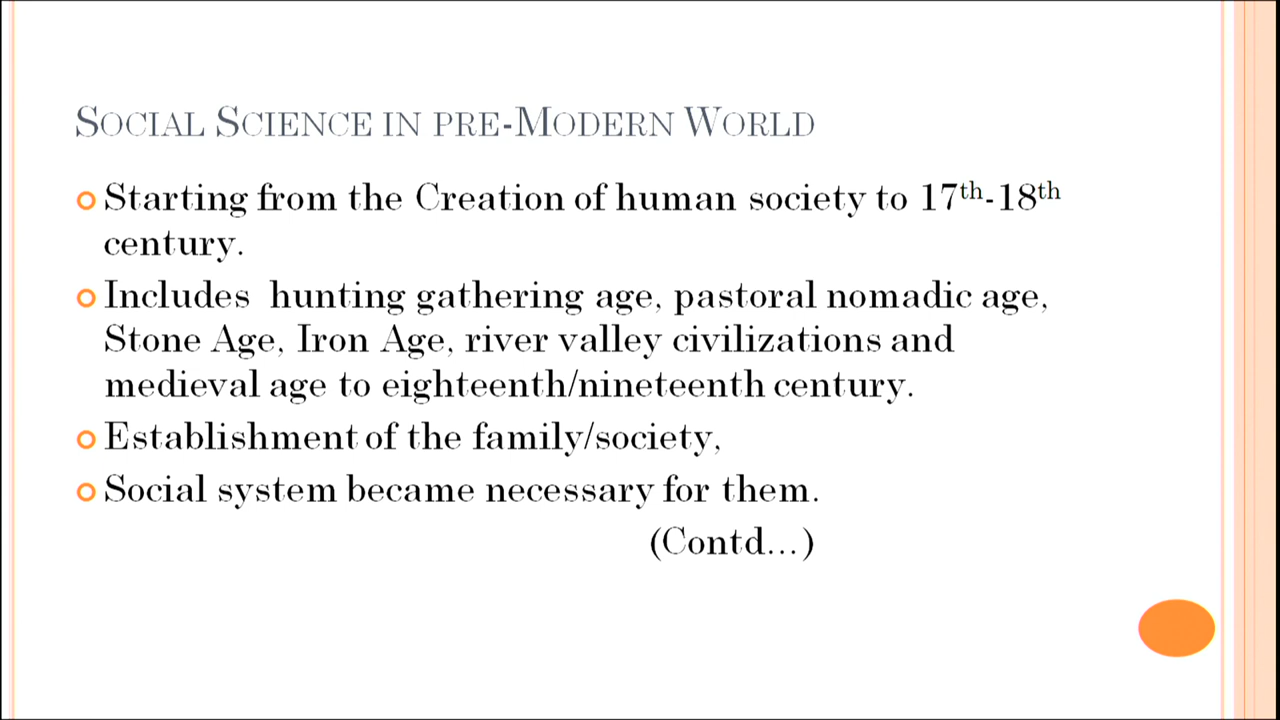 SOCIAL SCIENCE IN PRE-MODERN WORLD
Starting from the Creation of human society to 17th-18th
century.
Includes hunting gathering age, pastoral nomadic age,
Stone Age, Iron Age, river valley civilizations and
medieval age to eighteenth/nineteenth century.
Establishment of the family/society,
Social system became necessary for them.
(Contd...)